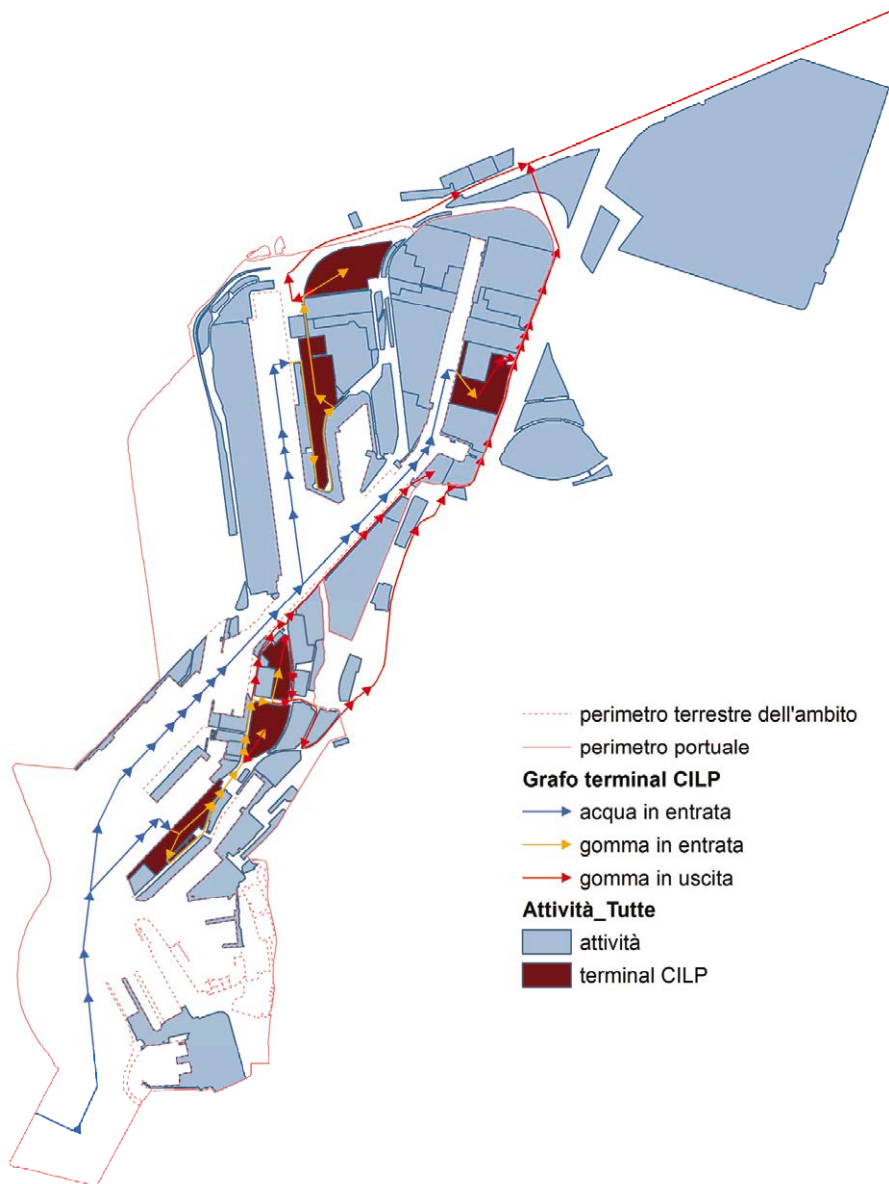 perimetro terrestre dell'ambito
perimetro portuale
Grafo terminal CILP
acqua in entrata
gomma in entrata
gomma in uscita
Attività_Tutte
attività
terminal CILP